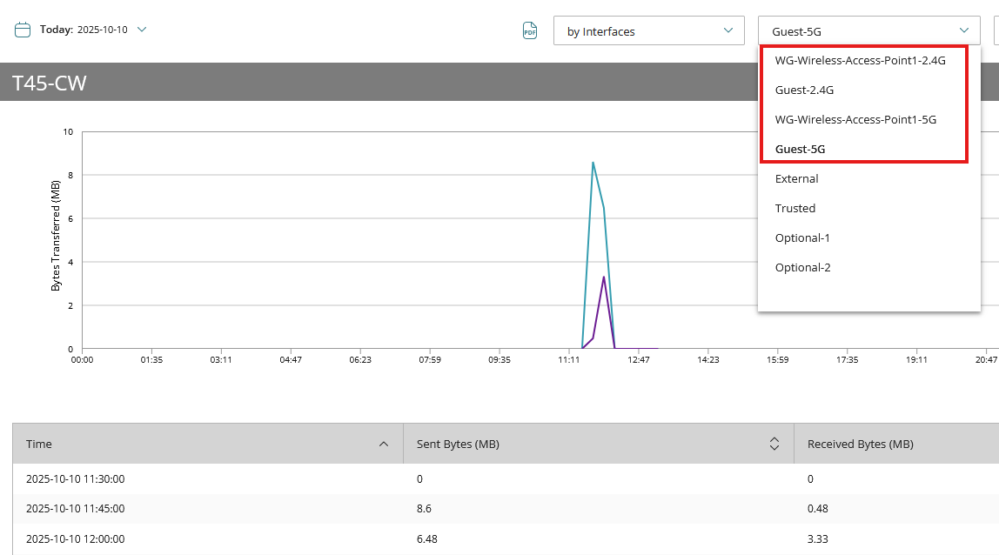 Today: 2025-10-10
PDF
by Interfaces
Guest-5G
WG-Wireless-Access-Point1-2.4G
Guest-2.4G
WG-Wireless-Access-Point1-5G
Guest-5G
External
Trusted
Optional-1
Optional-2
T45-CW
Bytes Transferred (MB)
10
8
6
4
2
0
00:00 01:35 03:11 04:47 06:23 07:59 09:35 11:11 12:47 14:23 15:59 17:35 19:11 20:47
Time Sent Bytes (MB) Received Bytes (MB)
2025-10-10 11:30:00 0 0
2025-10-10 11:45:00 8.6 0.48
2025-10-10 12:00:00 6.48 3.33